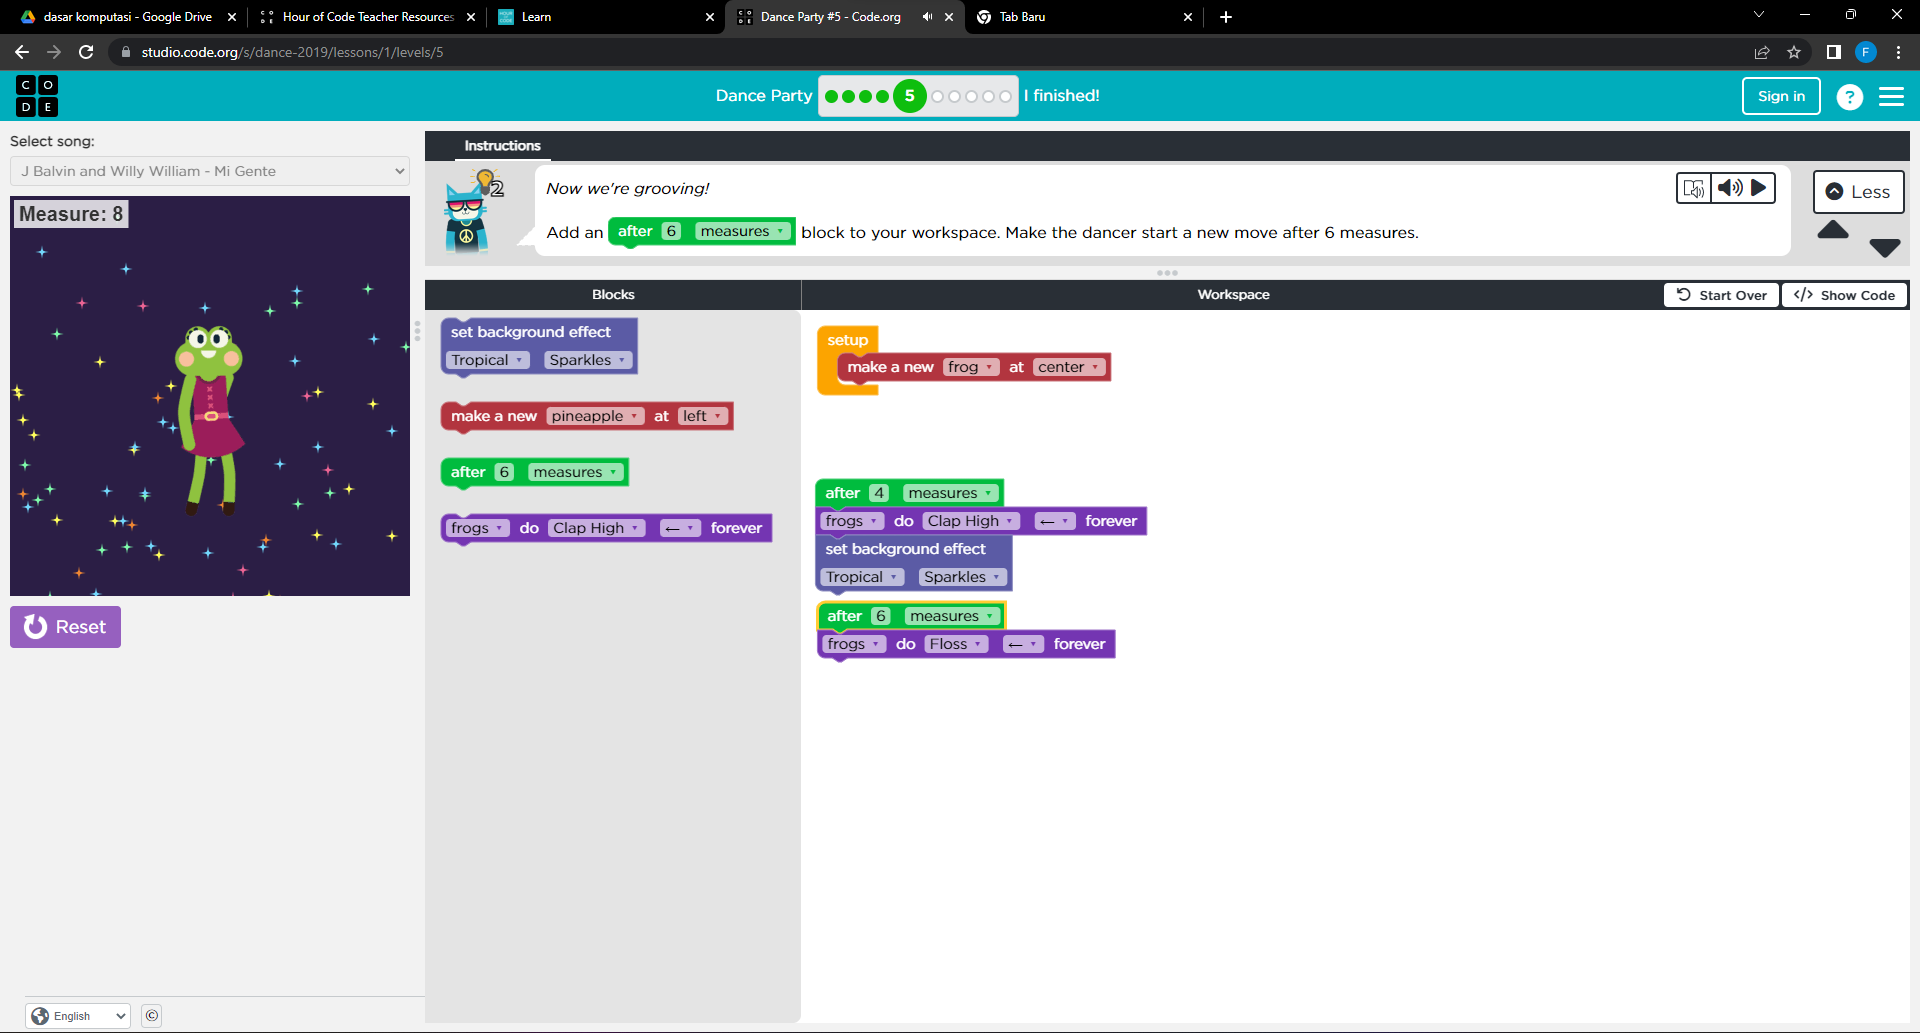 dasar komputasi - Google Drive
Hour of Code Teacher Resources
Learn
Dance Party #5 - Code.org
Tab Baru
studio.code.org/s/dance-2019/lessons/1/levels/5
F
C O
D E
Dance Party
5
I finished!
Sign in
?
Select song:
J Balvin and Willy William - Mi Gente
Measure: 8
Reset
Instructions
2
Now we're grooving!
Add an after 6 measures block to your workspace. Make the dancer start a new move after 6 measures.
Less
Blocks
Workspace
Start Over
</> Show Code
set background effect
Tropical Sparkles
make a new pineapple at left
after 6 measures
frogs do Clap High ← forever
setup
make a new frog at center
after 4 measures
frogs do Clap High ← forever
set background effect
Tropical Sparkles
after 6 measures
frogs do Floss ← forever
English
©